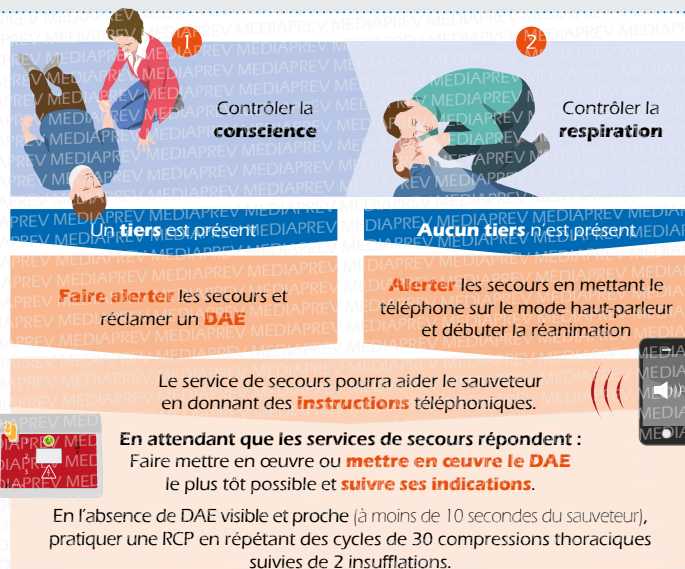 1
Contrôler la
conscience
2
Contrôler la
respiration
Un tiers est présent
Aucun tiers n'est présent
Faire alerter les secours et
réclamer un DAE
Alerter les secours en mettant le
téléphone sur le mode haut-parleur
et débuter la réanimation
Le service de secours pourra aider le sauveteur
en donnant des instructions téléphoniques.
En attendant que les services de secours répondent :
Faire mettre en œuvre ou mettre en œuvre le DAE
le plus tôt possible et suivre ses indications.
En l'absence de DAE visible et proche (à moins de 10 secondes du sauveteur),
pratiquer une RCP en répétant des cycles de 30 compressions thoraciques
suivies de 2 insufflations.
MEDIAPREV